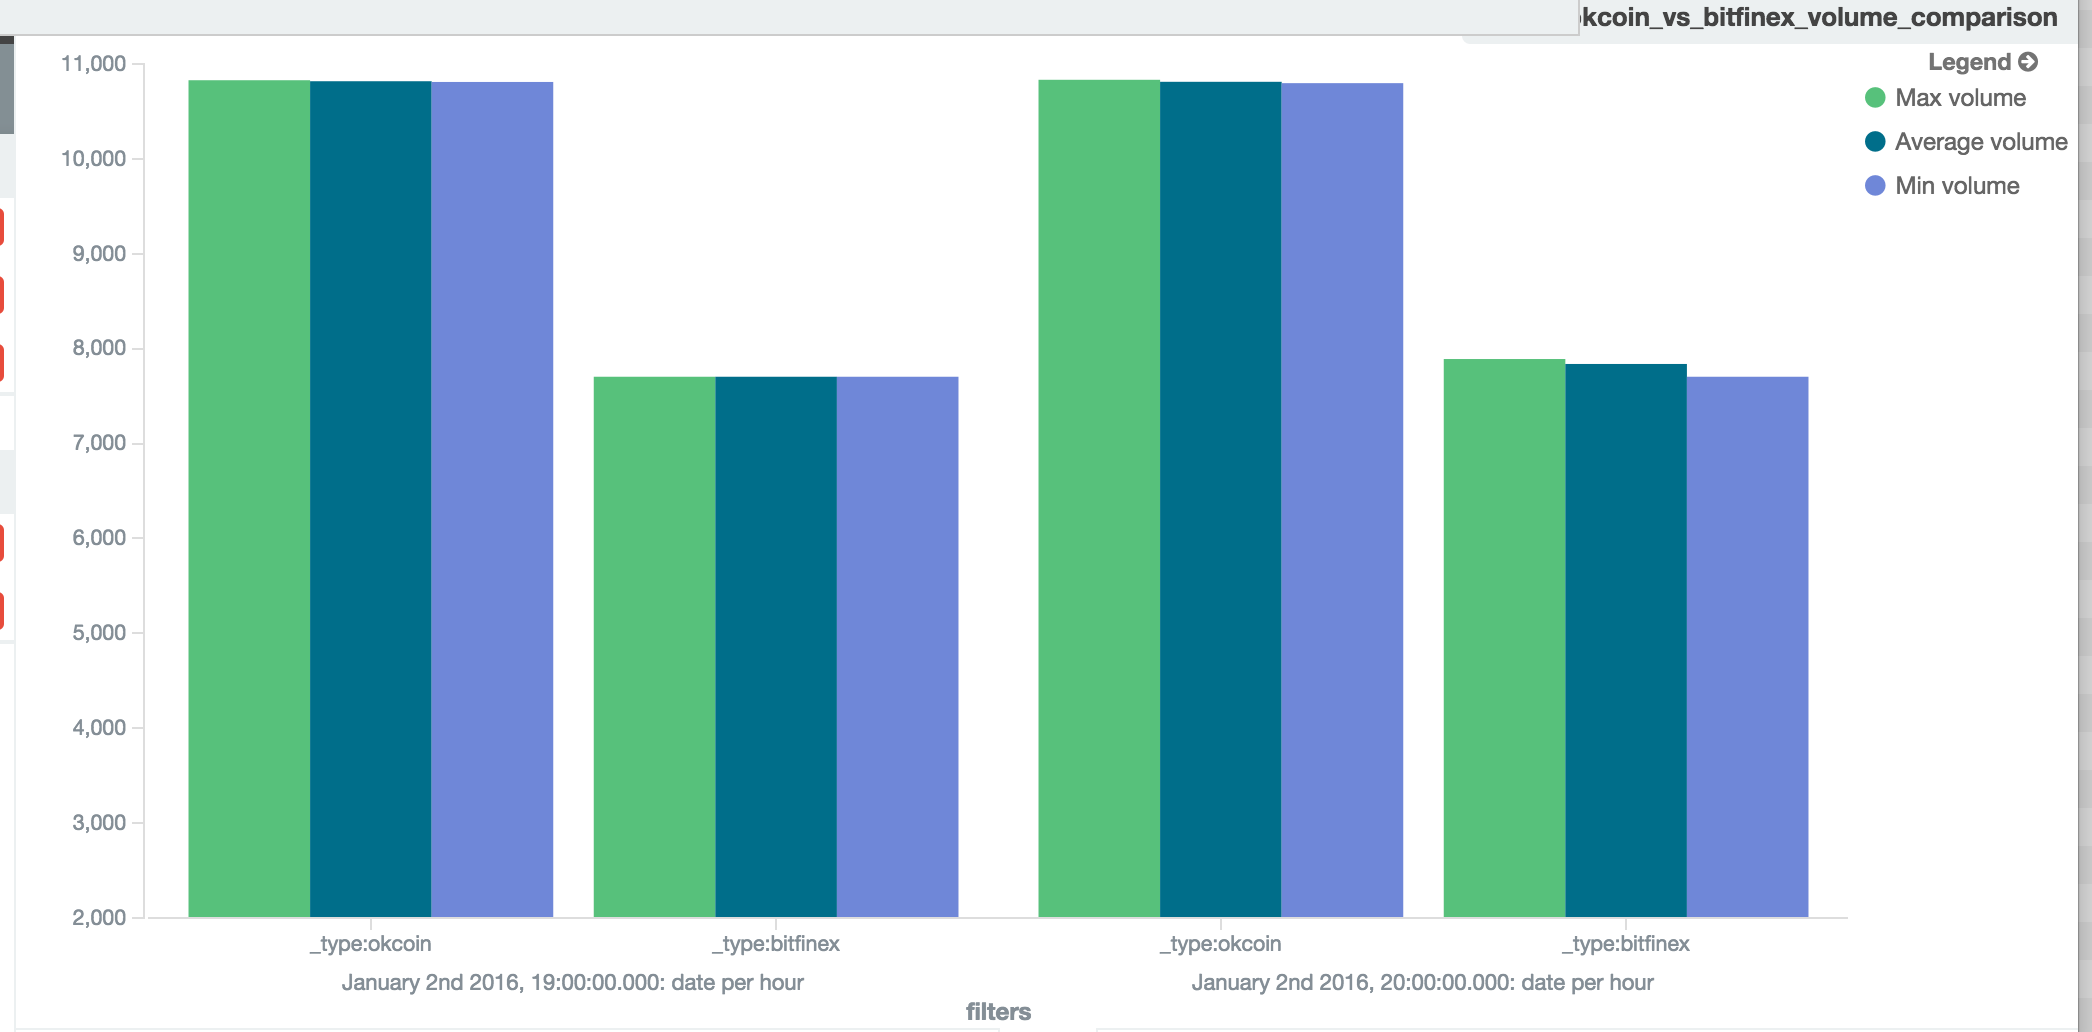 kcoin_vs_bitfinex_volume_comparison
Legend
Max volume
Average volume
Min volume
11,000
10,000
9,000
8,000
7,000
6,000
5,000
4,000
3,000
2,000
_type:okcoin _type:bitfinex _type:okcoin _type:bitfinex
January 2nd 2016, 19:00:00.000: date per hour January 2nd 2016, 20:00:00.000: date per hour
filters